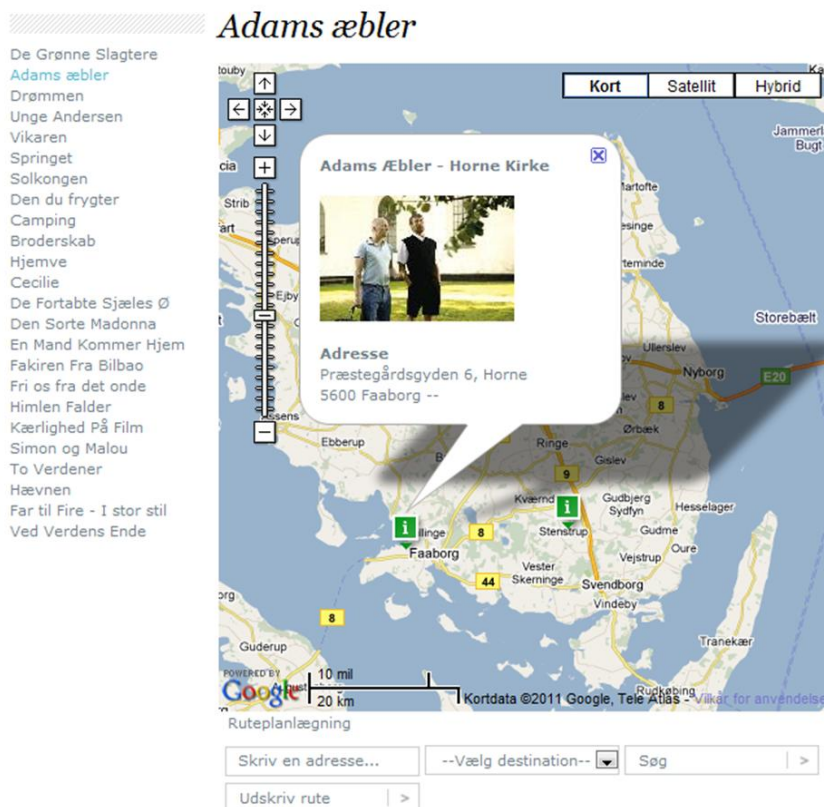 Adams æbler
De Grønne Slagtere
Adams æbler
Drømmen
Unge Andersen
Vikaren
Springet
Solkongen
Den du frygter
Camping
Broderskab
Hjemve
Cecilie
De Fortabte Sjæles Ø
Den Sorte Madonna
En Mand Kommer Hjem
Fakiren Fra Bilbao
Fri os fra det onde
Himlen Falder
Kærlighed På Film
Simon og Malou
To Verdener
Hævnen
Far til Fire - I stor stil
Ved Verdens Ende
Kort
Satellit
Hybrid
Adams Æbler - Horne Kirke
Adresse
Præstegårdsgyden 6, Horne
5600 Faaborg --
Strib
Ejby
Ebberup
Storebælt
Ullerslev
Nyborg
E20
8
Ørbæk
Ringe
Gislev
9
Gudbjerg
Sydfyn
Hesselager
Stenstrup
Gudme
Oure
Vejstrup
8
Faaborg
Vester
Skerninge
44
Svendborg
Vindeby
8
Guderup
Tranekær
Rudkøbing
POWERED BY
Google
10 mil
20 km
Kortdata ©2011 Google, Tele Atlas - Vilkår for anvendelse
Ruteplanlægning
Skriv en adresse...
--Vælg destination--
Søg
>
Udskriv rute
>